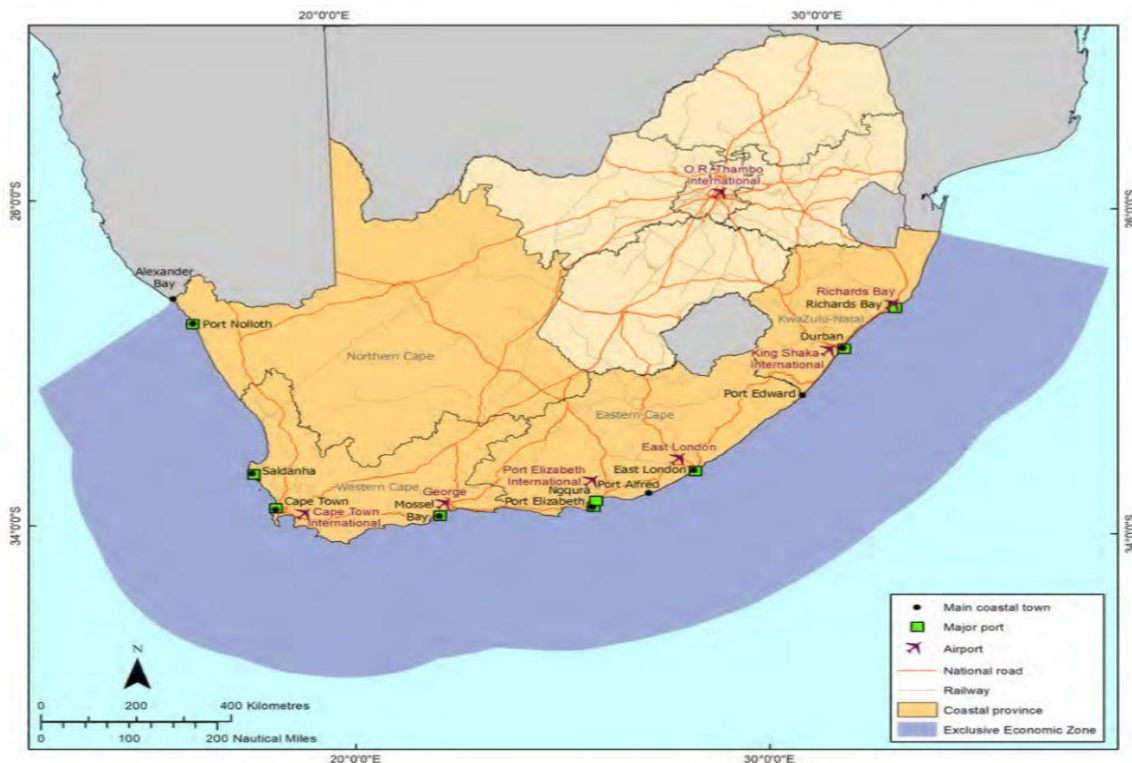 20°0'0"E
30°0'0"E
O.R. Thambo
international
26°0'0"S
26°0'0"S
Alexander
Bay
Port Nolloth
Richards Bay
Richards Bay
KwaZulu-Natal
Durban
King Shaka
international
Northern Cape
Port Edward
Eastern Cape
East London
East London
Saldanha
Port Elizabeth
International
Ngqura
Port Alfred
Port Elizabeth
Western Cape
George
Mossel
Bay
Cape Town
Cape Town
International
34°0'0"S
34°0'0"S
Main coastal town
Major port
Airport
National road
Railway
Coastal province
Exclusive Economic Zone
N
0 200 400 Kilometres
0 100 200 Nautical Miles
20°0'0"E
30°0'0"E